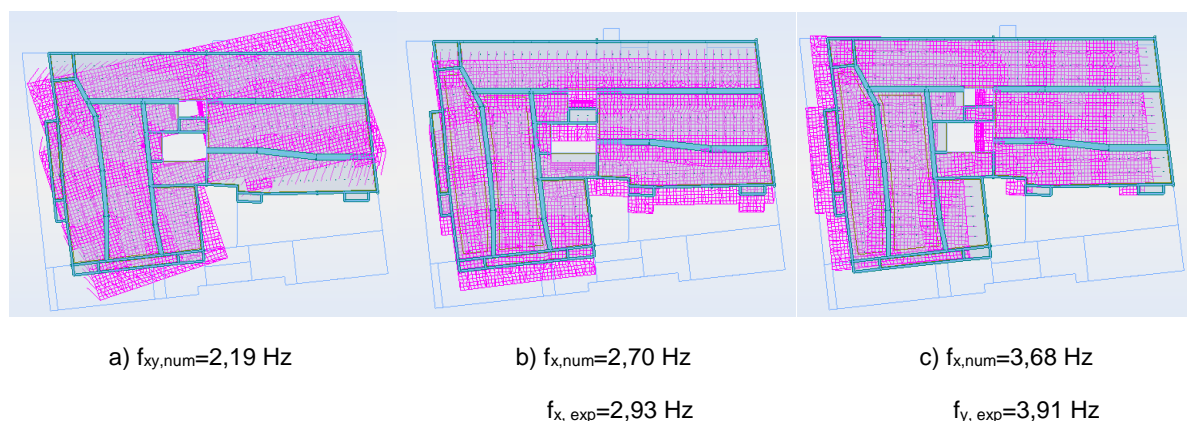 a) fxy,num=2,19 Hz
b) fx,num=2,70 Hz
c) fx,num=3,68 Hz
fx, exp=2,93 Hz
fy, exp=3,91 Hz